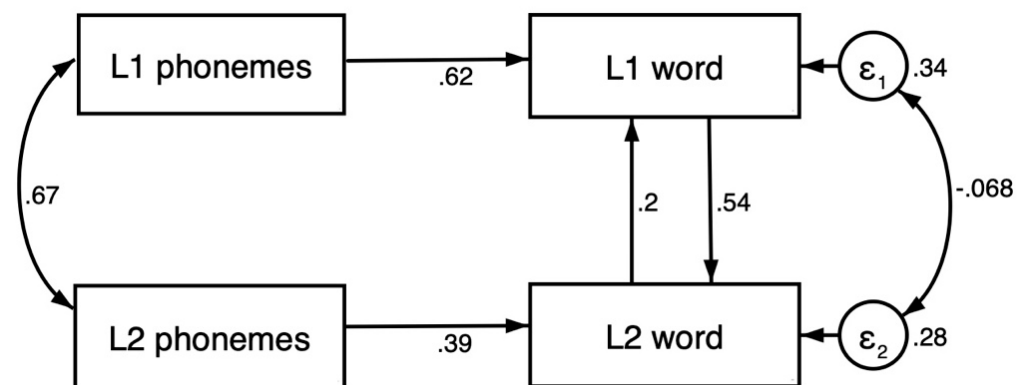 L1 phonemes
.62
L1 word
ε1
.34
.67
.2
.54
-.068
L2 phonemes
.39
L2 word
ε2
.28